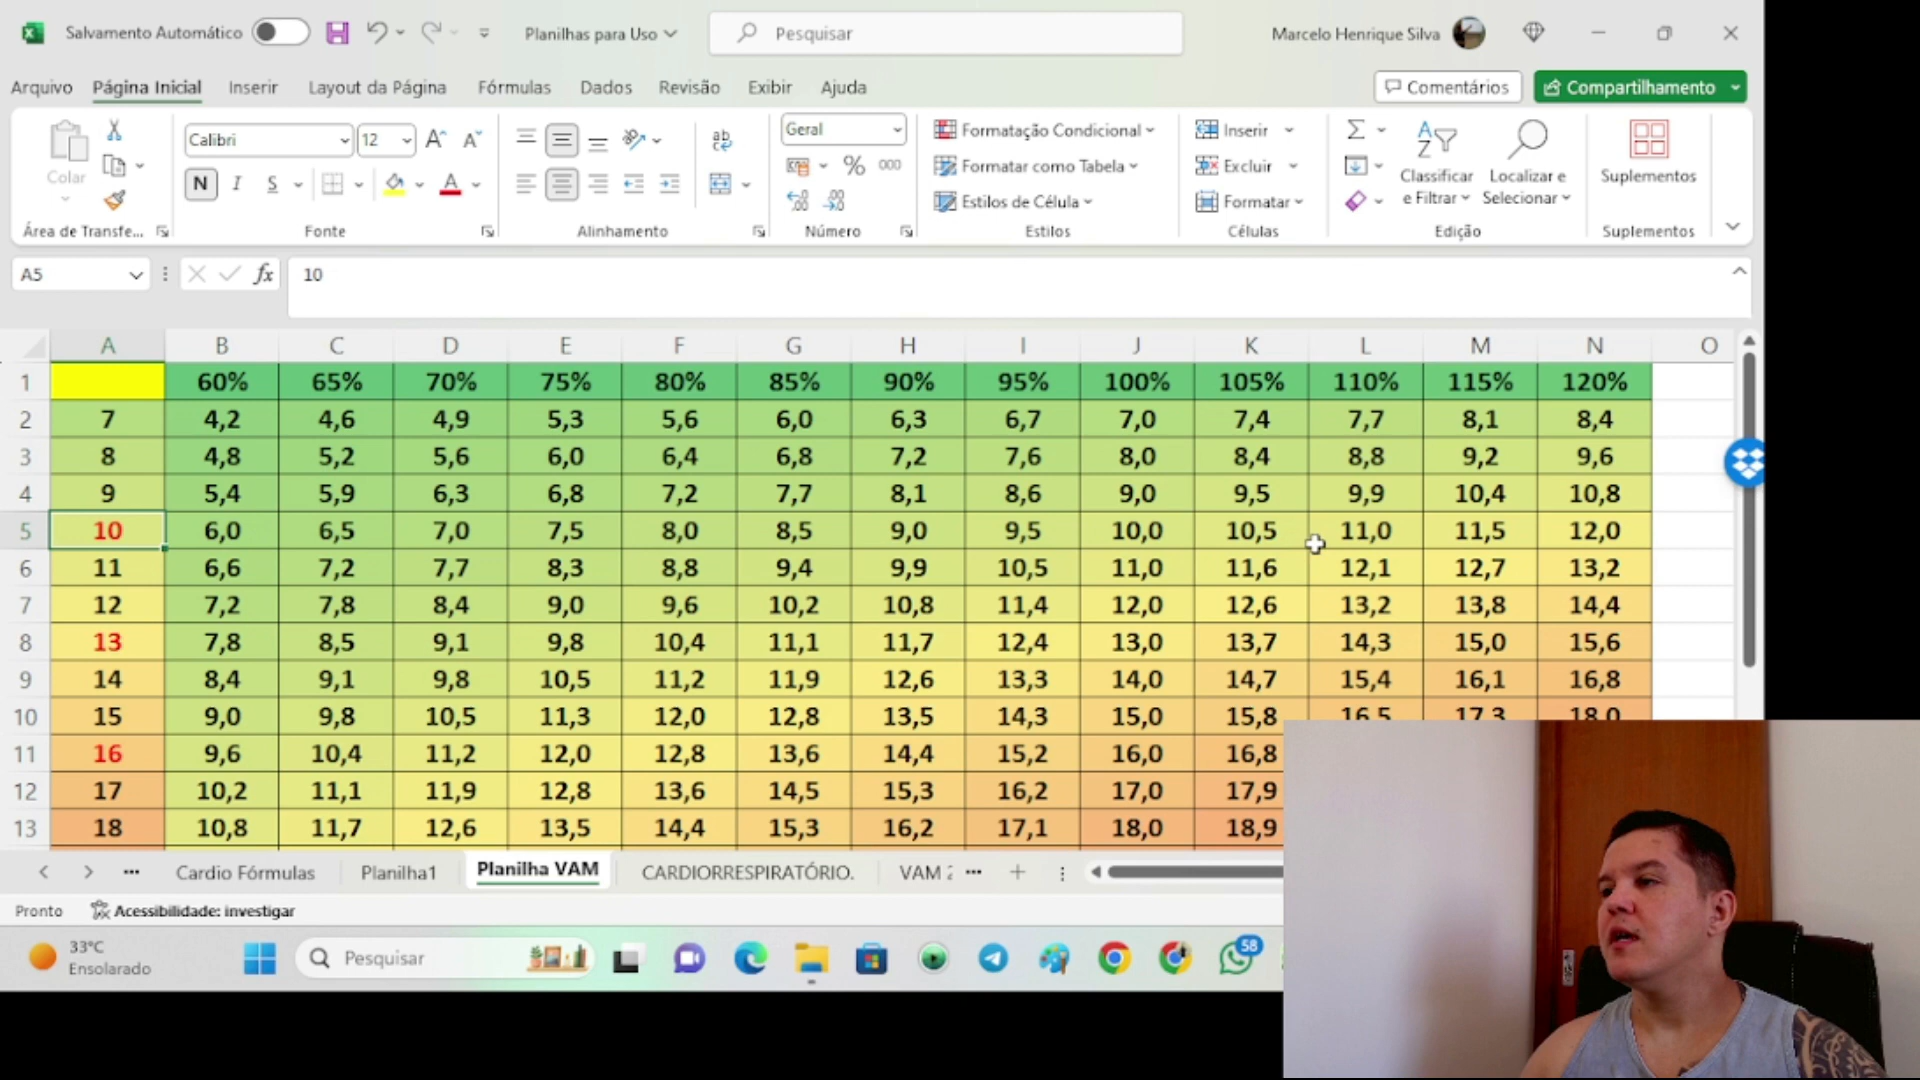 Salvamento Automático
Planilhas para Uso
Pesquisar
Marcelo Henrique Silva
Arquivo Página Inicial Inserir Layout da Página Fórmulas Dados Revisão Exibir Ajuda
Comentários
Compartilhamento
Colar
Área de Transfe...
Calibri 12
N I S
Fonte
ab
Alinhamento
Geral
% 000
Número
Formatação Condicional
Formatar como Tabela
Estilos de Célula
Estilos
Inserir
Excluir
Formatar
Células
Classificar
e Filtrar
Localizar e
Selecionar
Edição
Suplementos
Suplementos
A5 fx 10
A B C D E F G H I J K L M N O
1 60% 65% 70% 75% 80% 85% 90% 95% 100% 105% 110% 115% 120%
2 7 4,2 4,6 4,9 5,3 5,6 6,0 6,3 6,7 7,0 7,4 7,7 8,1 8,4
3 8 4,8 5,2 5,6 6,0 6,4 6,8 7,2 7,6 8,0 8,4 8,8 9,2 9,6
4 9 5,4 5,9 6,3 6,8 7,2 7,7 8,1 8,6 9,0 9,5 9,9 10,4 10,8
5 10 6,0 6,5 7,0 7,5 8,0 8,5 9,0 9,5 10,0 10,5 11,0 11,5 12,0
6 11 6,6 7,2 7,7 8,3 8,8 9,4 9,9 10,5 11,0 11,6 12,1 12,7 13,2
7 12 7,2 7,8 8,4 9,0 9,6 10,2 10,8 11,4 12,0 12,6 13,2 13,8 14,4
8 13 7,8 8,5 9,1 9,8 10,4 11,1 11,7 12,4 13,0 13,7 14,3 15,0 15,6
9 14 8,4 9,1 9,8 10,5 11,2 11,9 12,6 13,3 14,0 14,7 15,4 16,1 16,8
10 15 9,0 9,8 10,5 11,3 12,0 12,8 13,5 14,3 15,0 15,8 16,5 17,3 18,0
11 16 9,6 10,4 11,2 12,0 12,8 13,6 14,4 15,2 16,0 16,8
12 17 10,2 11,1 11,9 12,8 13,6 14,5 15,3 16,2 17,0 17,9
13 18 10,8 11,7 12,6 13,5 14,4 15,3 16,2 17,1 18,0 18,9
... Cardio Fórmulas Planilha1 Planilha VAM CARDIORRESPIRATÓRIO. VAM 2 ... +
Pronto Acessibilidade: investigar
33°C
Ensolarado
Pesquisar
58